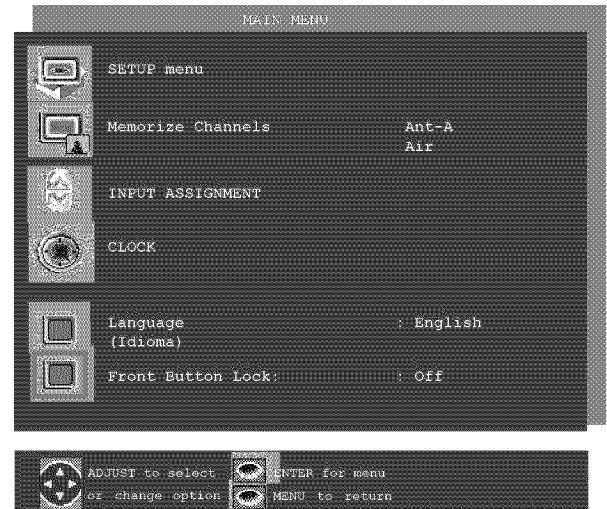 MAIN MENU
SETUP menu
Memorize Channels Ant-A
Air
INPUT ASSIGNMENT
CLOCK
Language : English
(Idioma)
Front Button Lock: : Off
ADJUST to select ENTER for menu
or change option MENU to return